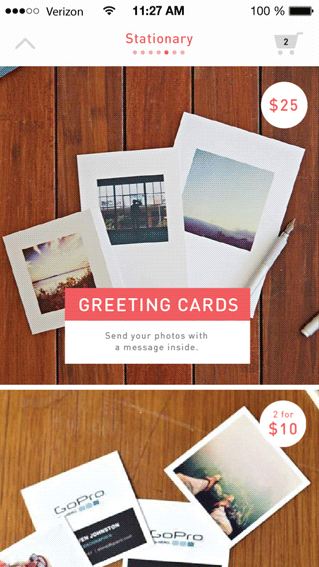 Verizon 11:27 AM 100 %
Stationary
2
$25
GREETING CARDS
Send your photos with
a message inside.
2 for
$10
GoPro
EN JOHNSTON
GoPro